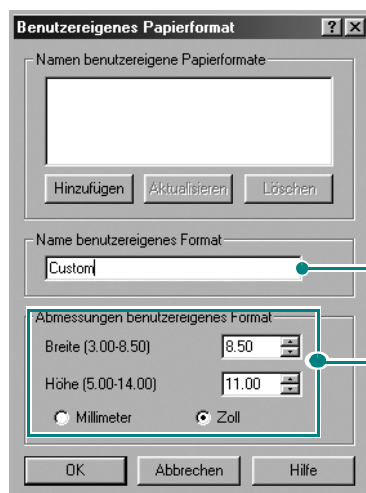 Benutzereigenes Papierformat ? X
Namen benutzereigene Papierformate
Hinzufügen Aktualisieren Löschen
Name benutzereigenes Format
Custom
Abmessungen benutzereigenes Format
Breite (3.00-8.50) 8.50
Höhe (5.00-14.00) 11.00
Millimeter Zoll
OK Abbrechen Hilfe